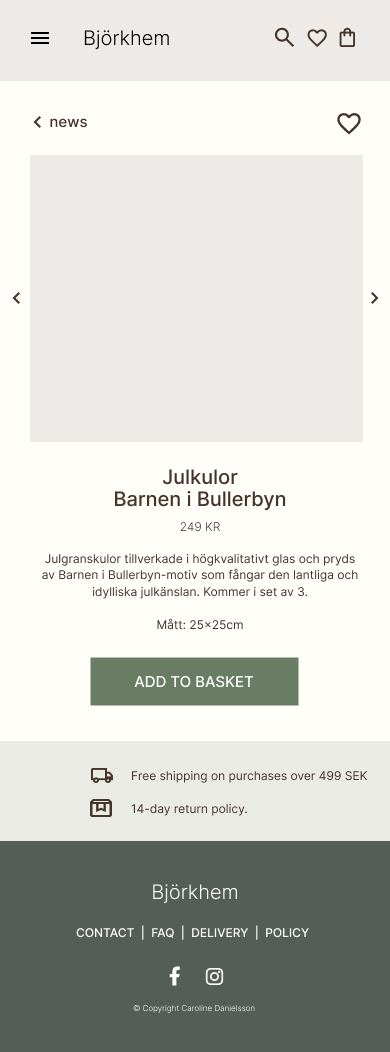 Björkhem
news
Julkulor
Barnen i Bullerbyn
249 KR
Julgranskulor tillverkade i högkvalitativt glas och pryds
av Barnen i Bullerbyn-motiv som fångar den lantliga och
idylliska julkänslan. Kommer i set av 3.
Mått: 25x25cm
ADD TO BASKET
Free shipping on purchases over 499 SEK
14-day return policy.
Björkhem
CONTACT | FAQ | DELIVERY | POLICY
© Copyright Caroline Danielsson